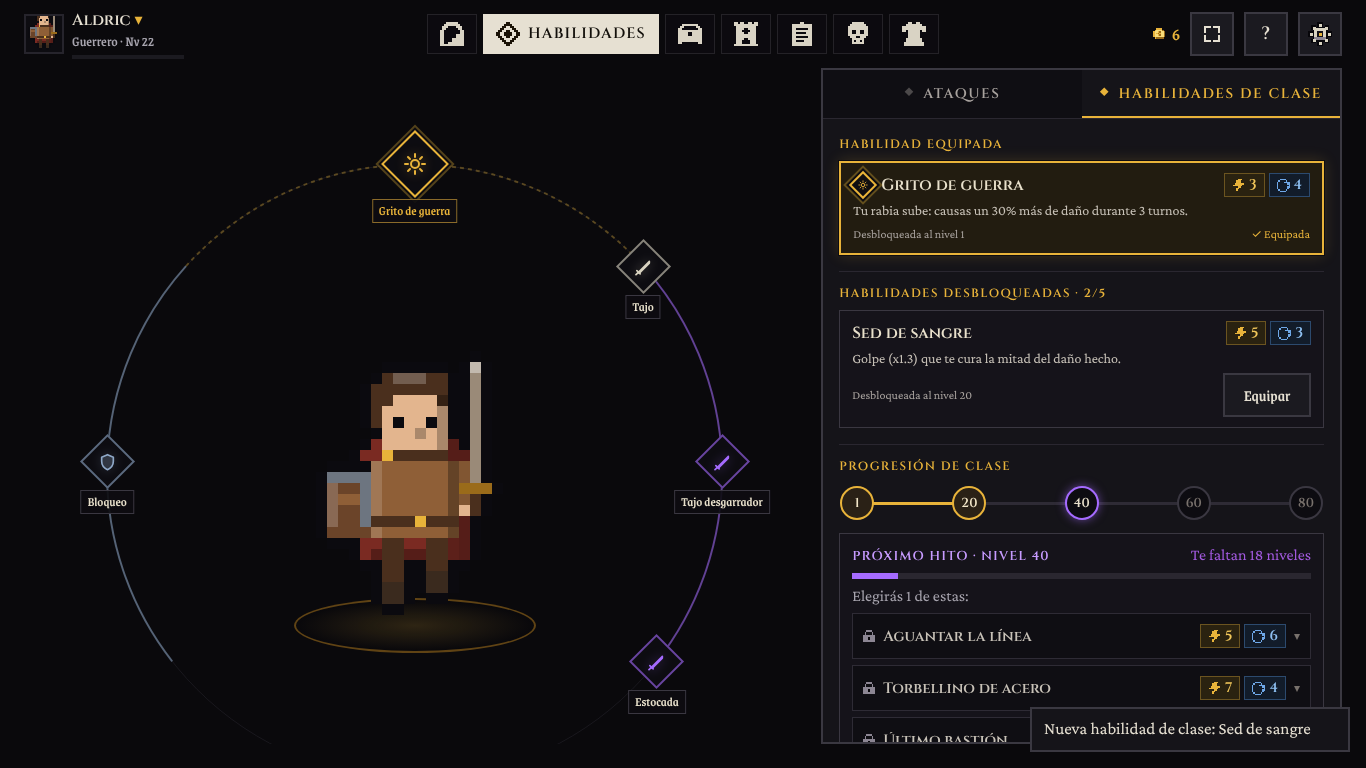 Aldric ▾
Guerrero · Nv 22
HABILIDADES
6
?
ATAQUES
HABILIDADES DE CLASE
HABILIDAD EQUIPADA
Grito de guerra
3
4
Tu rabia sube: causas un 30% más de daño durante 3 turnos.
Desbloqueada al nivel 1
✓ Equipada
HABILIDADES DESBLOQUEADAS · 2/5
Sed de sangre
5
3
Golpe (x1.3) que te cura la mitad del daño hecho.
Desbloqueada al nivel 20
Equipar
PROGRESIÓN DE CLASE
1
20
40
60
80
PRÓXIMO HITO · NIVEL 40
Te faltan 18 niveles
Elegirás 1 de estas:
Aguantar la línea
5
6
Torbellino de acero
7
4
Último bastión
Nueva habilidad de clase: Sed de sangre
Grito de guerra
Tajo
Bloqueo
Tajo desgarrador
Estocada